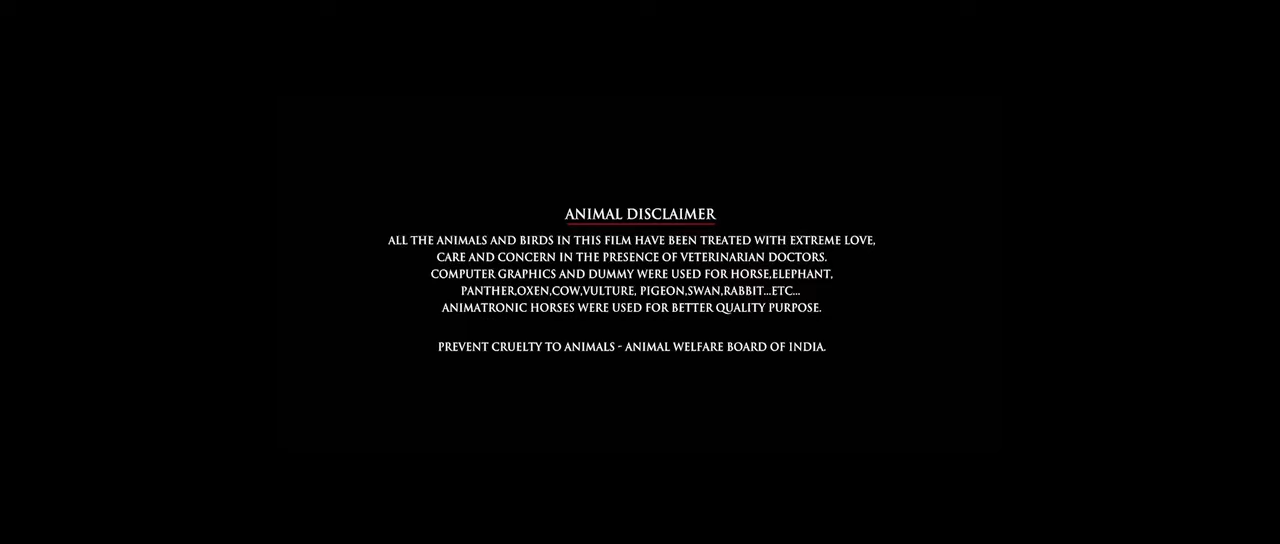 ANIMAL DISCLAIMER
ALL THE ANIMALS AND BIRDS IN THIS FILM HAVE BEEN TREATED WITH EXTREME LOVE,
CARE AND CONCERN IN THE PRESENCE OF VETERINARIAN DOCTORS.
COMPUTER GRAPHICS AND DUMMY WERE USED FOR HORSE,ELEPHANT,
PANTHER,OXEN,COW,VULTURE, PIGEON,SWAN,RABBIT...ETC...
ANIMATRONIC HORSES WERE USED FOR BETTER QUALITY PURPOSE.
PREVENT CRUELTY TO ANIMALS - ANIMAL WELFARE BOARD OF INDIA.